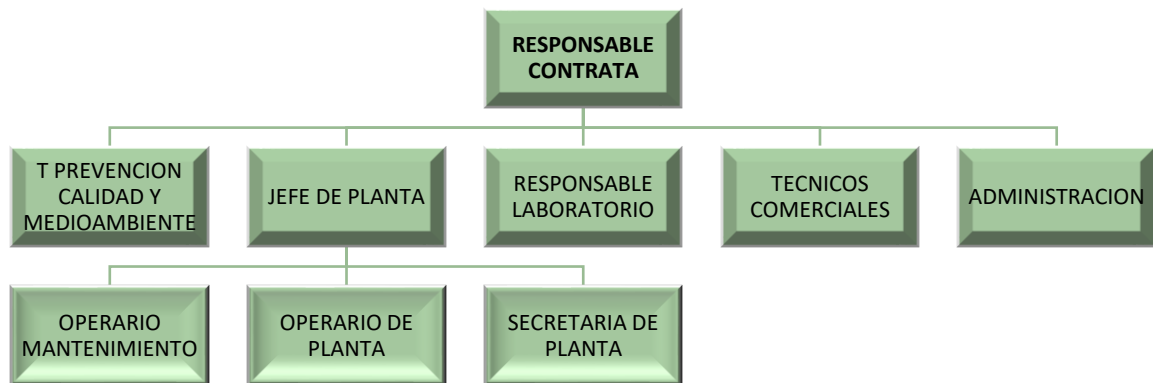 RESPONSABLE
CONTRATA
T PREVENCION
CALIDAD Y
MEDIOAMBIENTE
JEFE DE PLANTA
RESPONSABLE
LABORATORIO
TECNICOS
COMERCIALES
ADMINISTRACION
OPERARIO
MANTENIMIENTO
OPERARIO DE
PLANTA
SECRETARIA DE
PLANTA